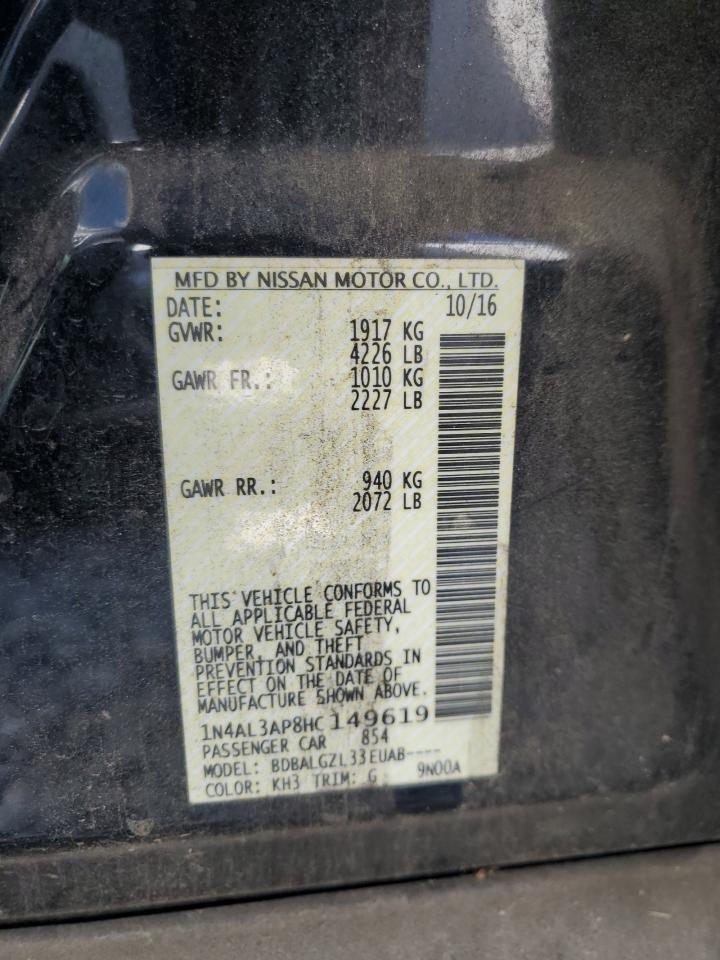 MFD BY NISSAN MOTOR CO., LTD.
DATE: 10/16
GVWR: 1917 KG
4226 LB
GAWR FR.: 1010 KG
2227 LB
GAWR RR.: 940 KG
2072 LB
THIS VEHICLE CONFORMS TO
ALL APPLICABLE FEDERAL
MOTOR VEHICLE SAFETY,
BUMPER, AND THEFT
PREVENTION STANDARDS IN
EFFECT ON THE DATE OF
MANUFACTURE SHOWN ABOVE.
1N4AL3AP8HC149619
PASSENGER CAR 854
MODEL: BDBALGZL33EUAB----
COLOR: KH3 TRIM: G 9N00A